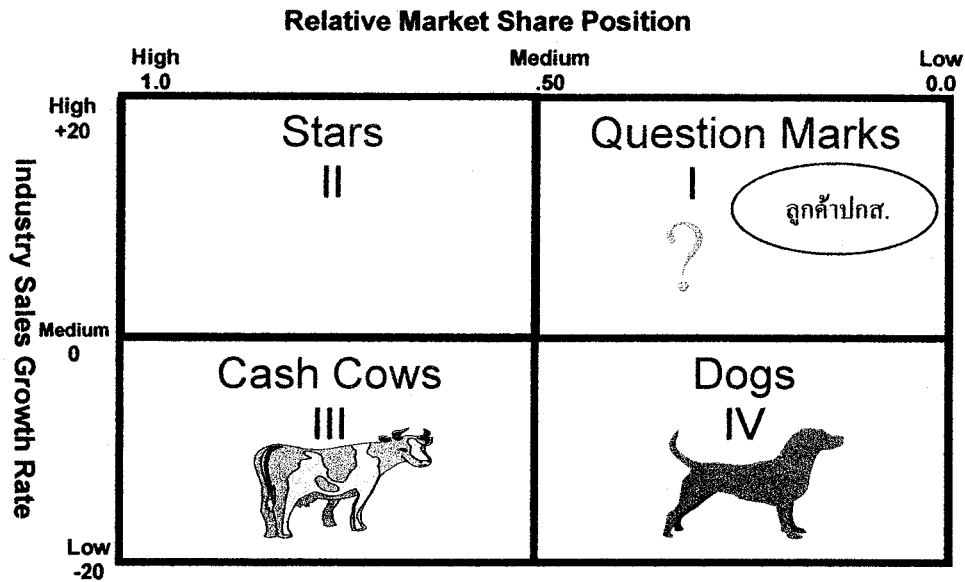 Relative Market Share Position
High
1.0
Medium
.50
Low
0.0
High
+20
Stars
II
Question Marks
I
ลูกค้าปกส.
?
Industry Sales Growth Rate
Medium
0
Cash Cows
III
Dogs
IV
Low
-20